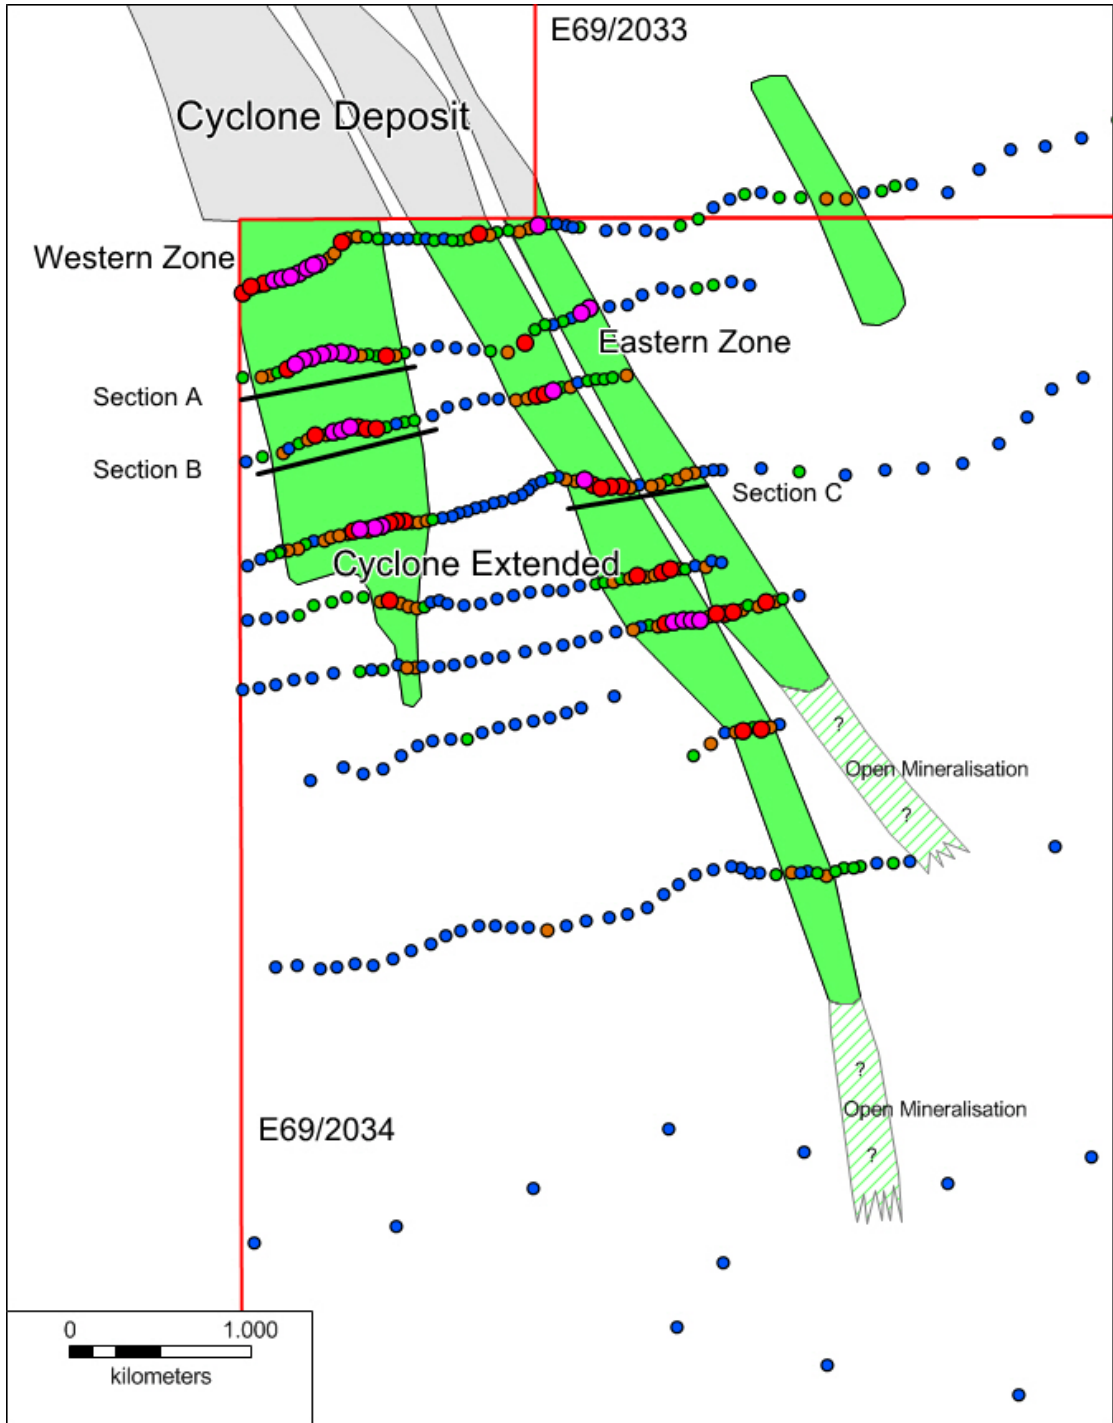 E69/2033
Cyclone Deposit
Western Zone
Eastern Zone
Section A
Section B
Section C
Cyclone Extended
?
Open Mineralisation
?
?
Open Mineralisation
E69/2034
?
0 1.000
kilometers